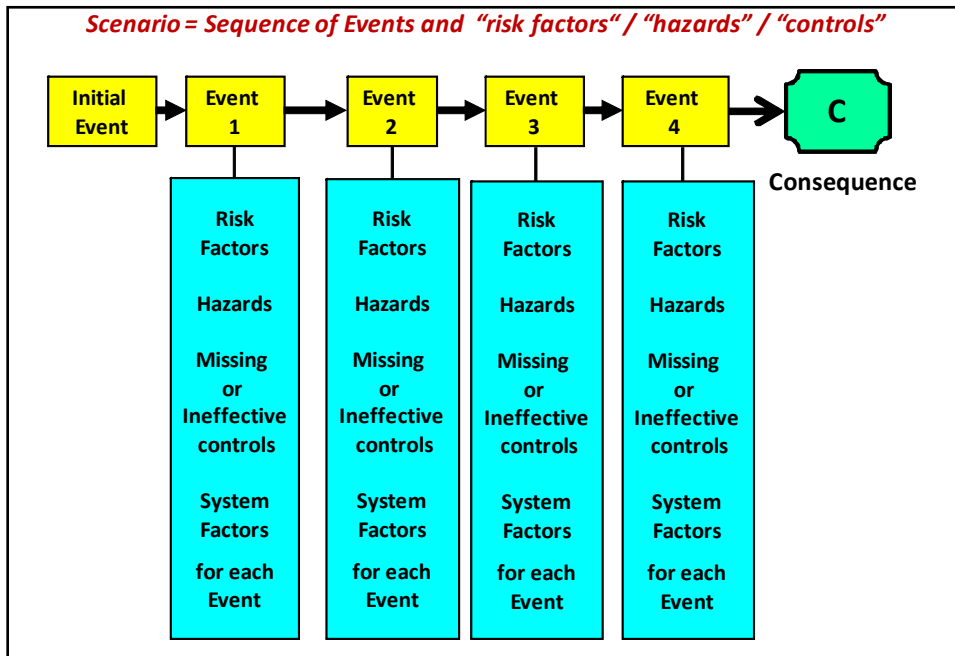 Scenario = Sequence of Events and “risk factors“ / “hazards” / “controls”
Initial
Event
Event
1
Event
2
Event
3
Event
4
C
Consequence
Risk
Factors
Hazards
Missing
or
Ineffective
controls
System
Factors
for each
Event
Risk
Factors
Hazards
Missing
or
Ineffective
controls
System
Factors
for each
Event
Risk
Factors
Hazards
Missing
or
Ineffective
controls
System
Factors
for each
Event
Risk
Factors
Hazards
Missing
or
Ineffective
controls
System
Factors
for each
Event